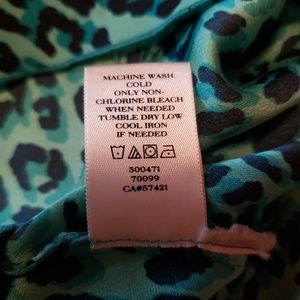 MACHINE WASH
COLD
ONLY NON-
CHLORINE BLEACH
WHEN NEEDED
TUMBLE DRY LOW
COOL IRON
IF NEEDED
300471
70099
CA#57421